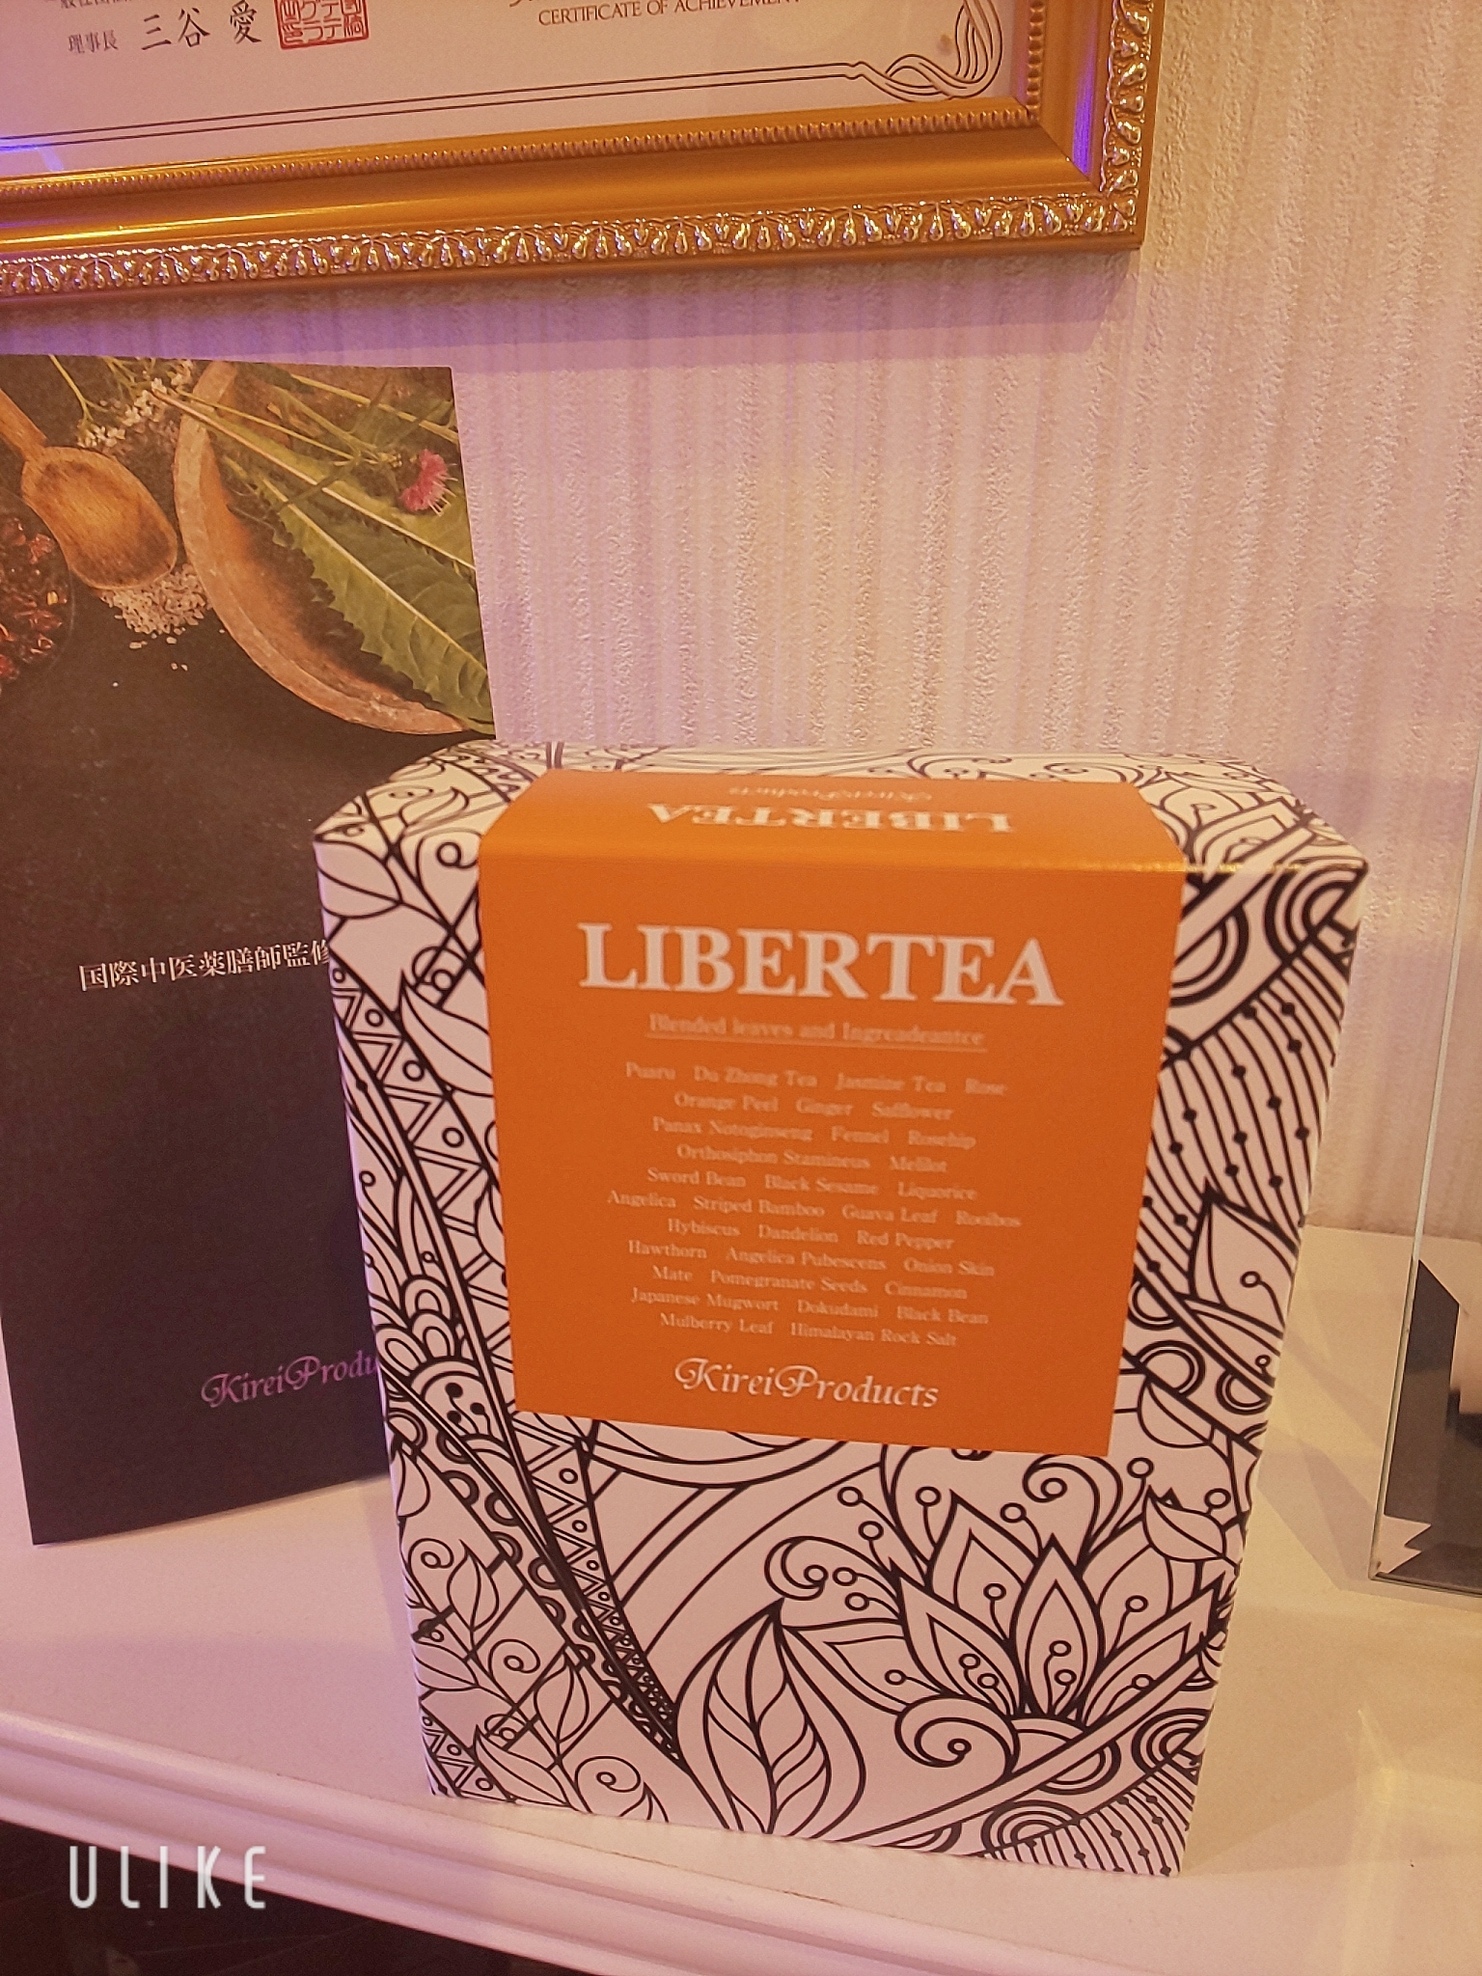 理事長 三谷 愛
CERTIFICATE OF ACHIEVEMENT
国際中医薬膳師監修
KireiProdu
KireiProducts
LIBERTEA
LIBERTEA
Blended leaves and Ingreadeantce
Puaru Du Zhong Tea Jasmine Tea Rose
Orange Peel Ginger Safflower
Panax Notoginseng Fennel Rosehip
Orthosiphon Stamineus Melilot
Sword Bean Black Sesame Liquorice
Angelica Striped Bamboo Guava Leaf Rooibos
Hybiscus Dandelion Red Pepper
Hawthorn Angelica Pubescens Onion Skin
Mate Pomegranate Seeds Cinnamon
Japanese Mugwort Dokudami Black Bean
Mulberry Leaf Himalayan Rock Salt
KireiProducts
ULIKE